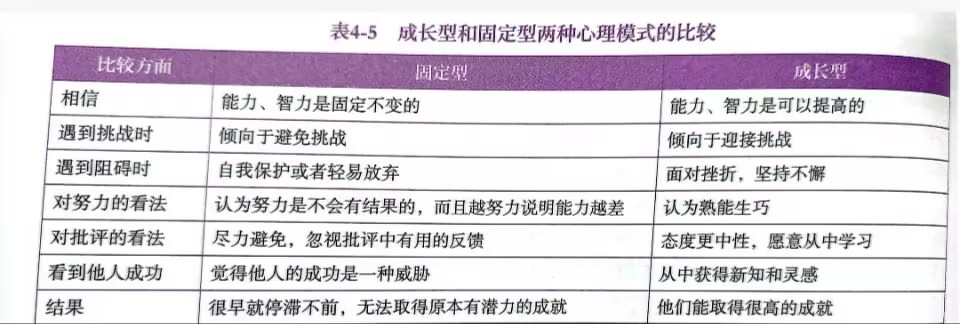 表4-5 成长型和固定型两种心理模式的比较
比较方面 固定型 成长型
相信 能力、智力是固定不变的 能力、智力是可以提高的
遇到挑战时 倾向于避免挑战 倾向于迎接挑战
遇到阻碍时 自我保护或者轻易放弃 面对挫折，坚持不懈
对努力的看法 认为努力是不会有结果的，而且越努力说明能力越差 认为熟能生巧
对批评的看法 尽力避免，忽视批评中有用的反馈 态度更中性，愿意从中学习
看到他人成功 觉得他人的成功是一种威胁 从中获得新知和灵感
结果 很早就停滞不前，无法取得原本有潜力的成就 他们能取得很高的成就